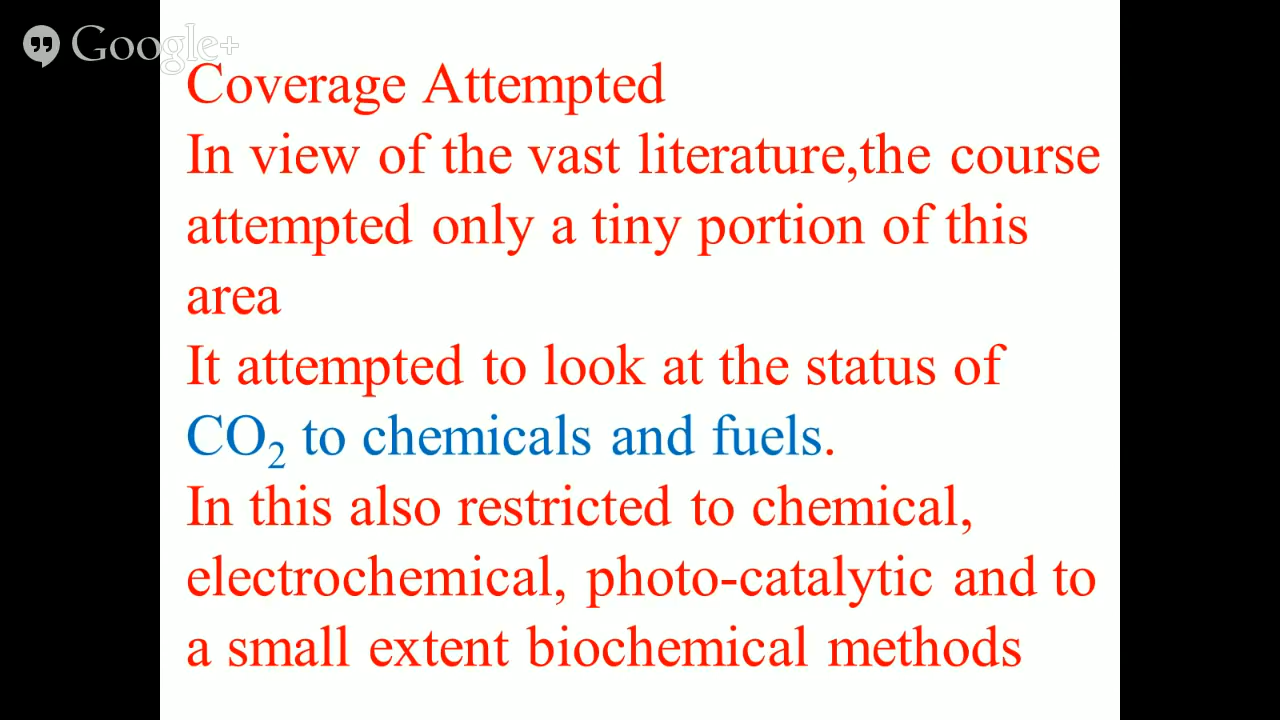 Google+
Coverage Attempted
In view of the vast literature,the course
attempted only a tiny portion of this
area
It attempted to look at the status of
CO₂ to chemicals and fuels.
In this also restricted to chemical,
electrochemical, photo-catalytic and to
a small extent biochemical methods